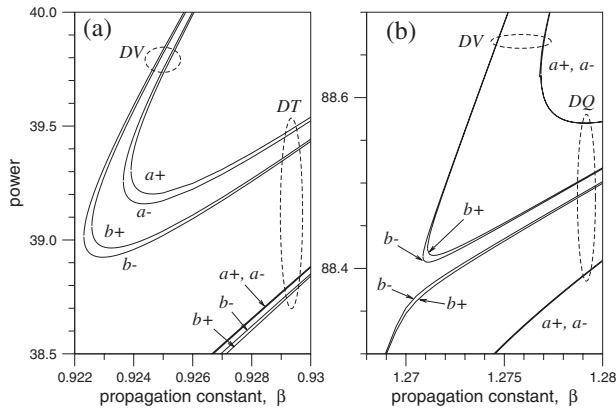 (a)
40.0
39.5
39.0
38.5
power
DV
DT
a+
a-
b+
b-
a+, a-
b-
b+
0.922
0.924
0.926
0.928
0.93
propagation constant, β
(b)
88.6
88.4
DV
a+, a-
DQ
b+
b-
b-
b+
a+, a-
1.27
1.275
1.28
propagation constant, β